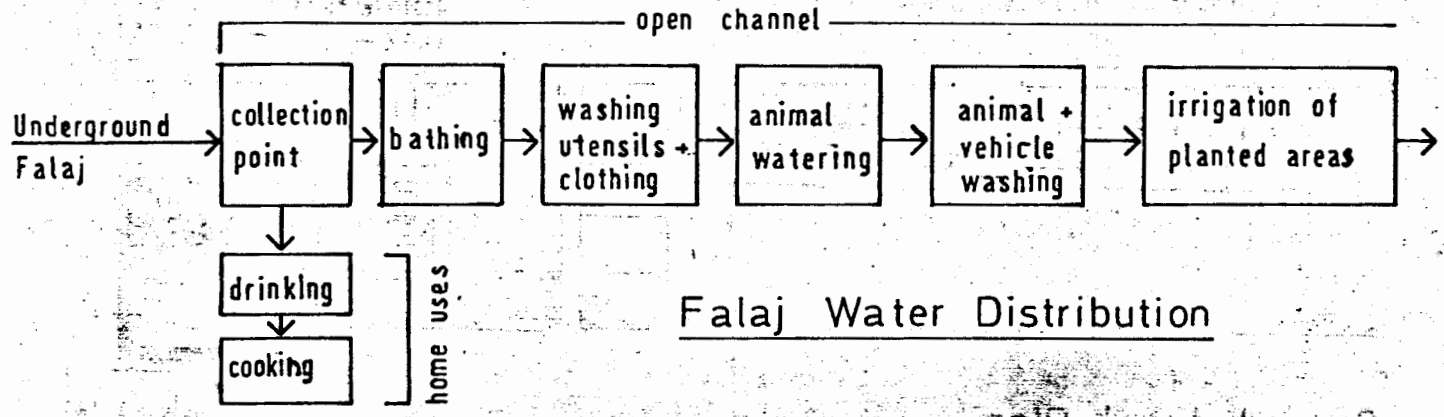 open channel
Underground
Falaj
collection
point
bathing
washing
utensils +
clothing
animal
watering
animal +
vehicle
washing
irrigation of
planted areas
drinking
cooking
home uses
Falaj Water Distribution